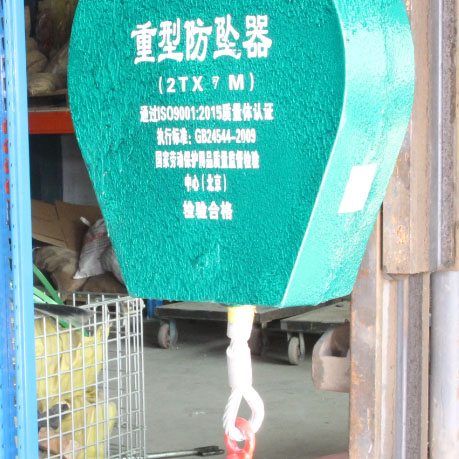 重型防坠器
(2TX 7 M)
通过ISO9001:2015质量体认证
执行标准：GB24544-2009
国家劳动保护用品质量监督检验
中心（北京）
检验合格